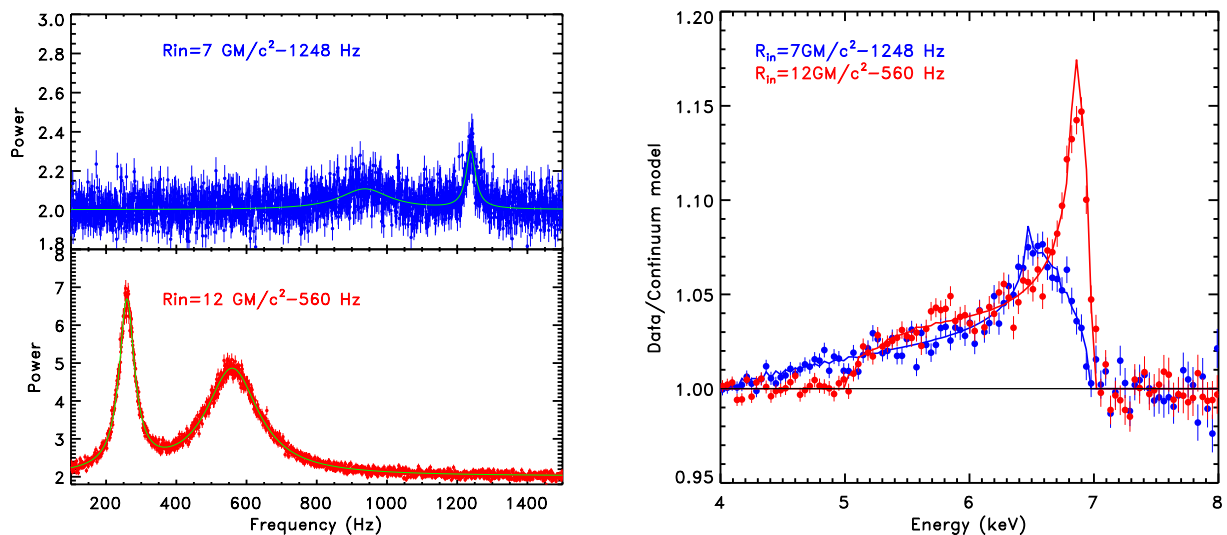 3.0
2.8
2.6
2.4
2.2
2.0
1.8
Power
Rin=7 GM/c²−1248 Hz
8
7
6
5
4
3
2
Power
Rin=12 GM/c²−560 Hz
200 400 600 800 1000 1200 1400
Frequency (Hz)
1.20
1.15
1.10
1.05
1.00
0.95
Data/Continuum model
R_in=7GM/c²−1248 Hz
R_in=12GM/c²−560 Hz
4 5 6 7 8
Energy (keV)